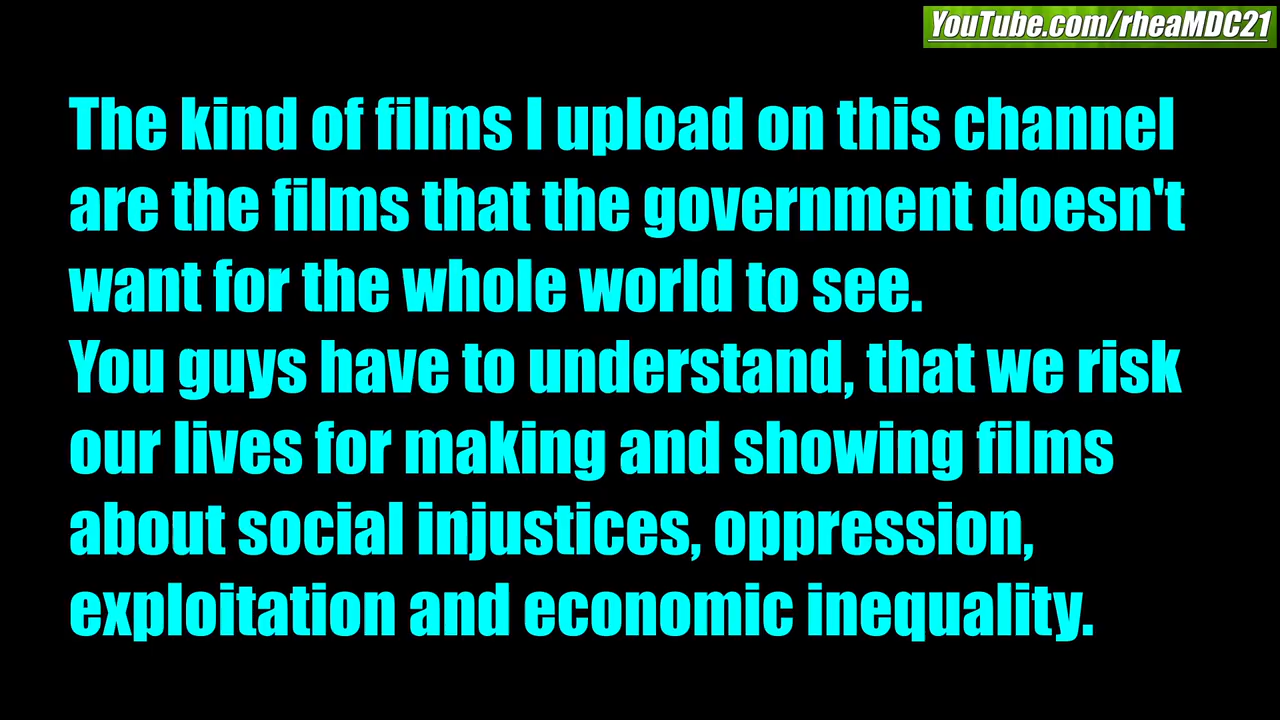 YouTube.com/rheaMDC21
The kind of films I upload on this channel
are the films that the government doesn't
want for the whole world to see.
You guys have to understand, that we risk
our lives for making and showing films
about social injustices, oppression,
exploitation and economic inequality.